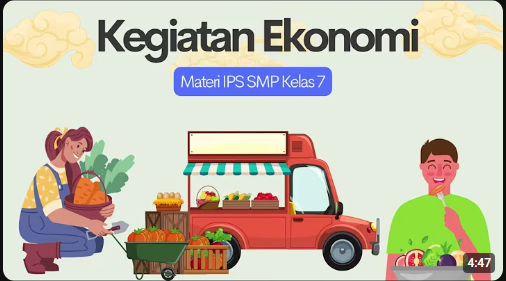 Kegiatan Ekonomi
Materi IPS SMP Kelas 7
4:47